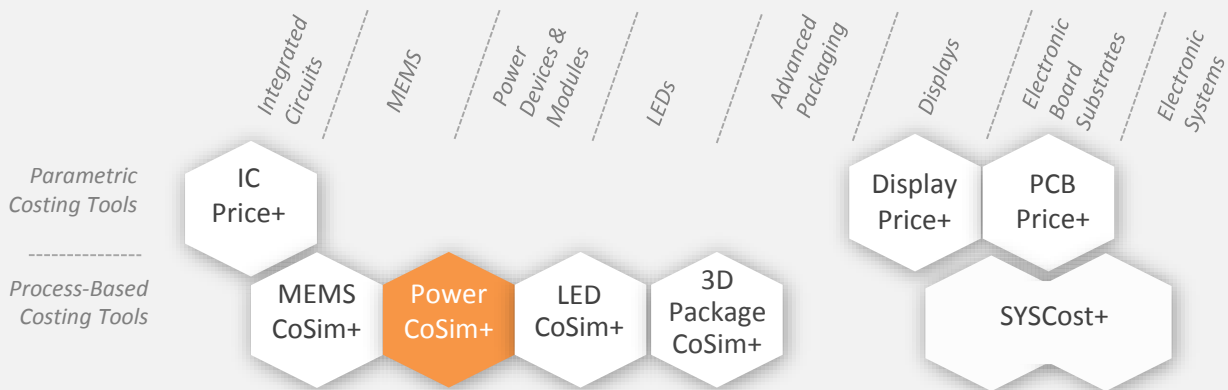 Integrated
Circuits
MEMS
Power
Devices &
Modules
LEDs
Advanced
Packaging
Displays
Electronic
Board
Substrates
Electronic
Systems
Parametric
Costing Tools
IC
Price+
Display
Price+
PCB
Price+
Process-Based
Costing Tools
MEMS
CoSim+
Power
CoSim+
LED
CoSim+
3D
Package
CoSim+
SYSCost+